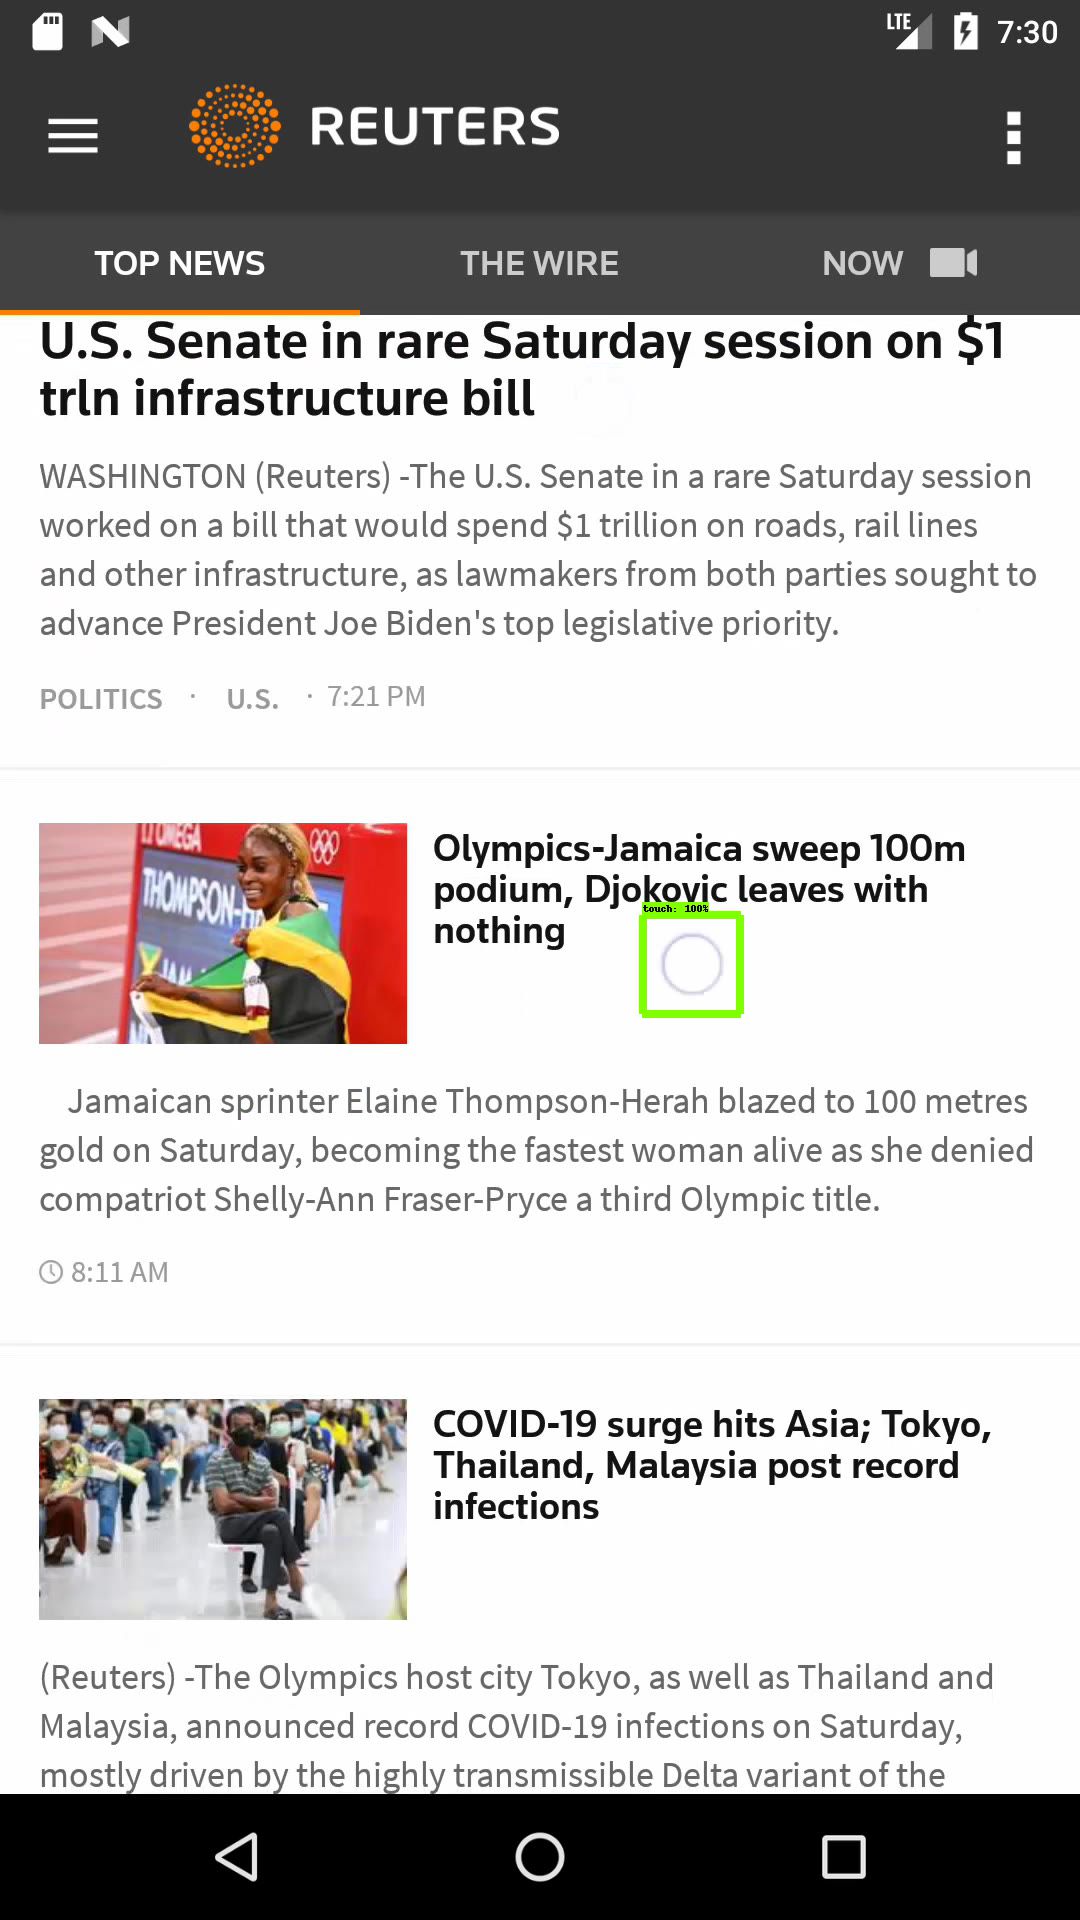 LTE 7:30
REUTERS
TOP NEWS THE WIRE NOW
U.S. Senate in rare Saturday session on $1
trln infrastructure bill
WASHINGTON (Reuters) -The U.S. Senate in a rare Saturday session
worked on a bill that would spend $1 trillion on roads, rail lines
and other infrastructure, as lawmakers from both parties sought to
advance President Joe Biden's top legislative priority.
POLITICS · U.S. · 7:21 PM
OMEGA
THOMPSON-H
JAM
Olympics-Jamaica sweep 100m
podium, Djokovic leaves with
nothing
touch: 100%
Jamaican sprinter Elaine Thompson-Herah blazed to 100 metres
gold on Saturday, becoming the fastest woman alive as she denied
compatriot Shelly-Ann Fraser-Pryce a third Olympic title.
8:11 AM
COVID-19 surge hits Asia; Tokyo,
Thailand, Malaysia post record
infections
(Reuters) -The Olympics host city Tokyo, as well as Thailand and
Malaysia, announced record COVID-19 infections on Saturday,
mostly driven by the highly transmissible Delta variant of the